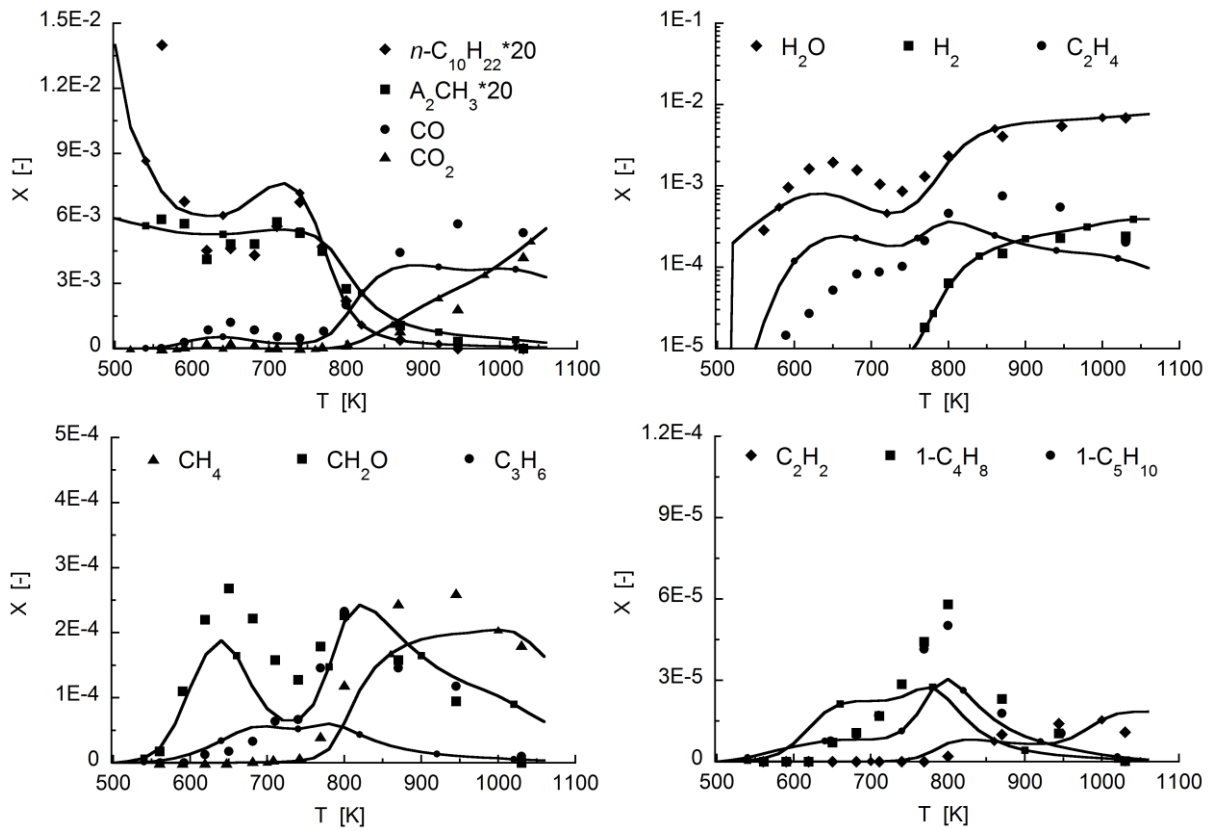 1.5E-2
1.2E-2
9E-3
6E-3
3E-3
0
X [-]
n-C10H22*20
A2CH3*20
CO
CO2
500 600 700 800 900 1000 1100
T [K]
1E-1
1E-2
1E-3
1E-4
1E-5
X [-]
H2O H2 C2H4
500 600 700 800 900 1000 1100
T [K]
5E-4
4E-4
3E-4
2E-4
1E-4
0
X [-]
CH4 CH2O C3H6
500 600 700 800 900 1000 1100
T [K]
1.2E-4
9E-5
6E-5
3E-5
0
X [-]
C2H2 1-C4H8 1-C5H10
500 600 700 800 900 1000 1100
T [K]